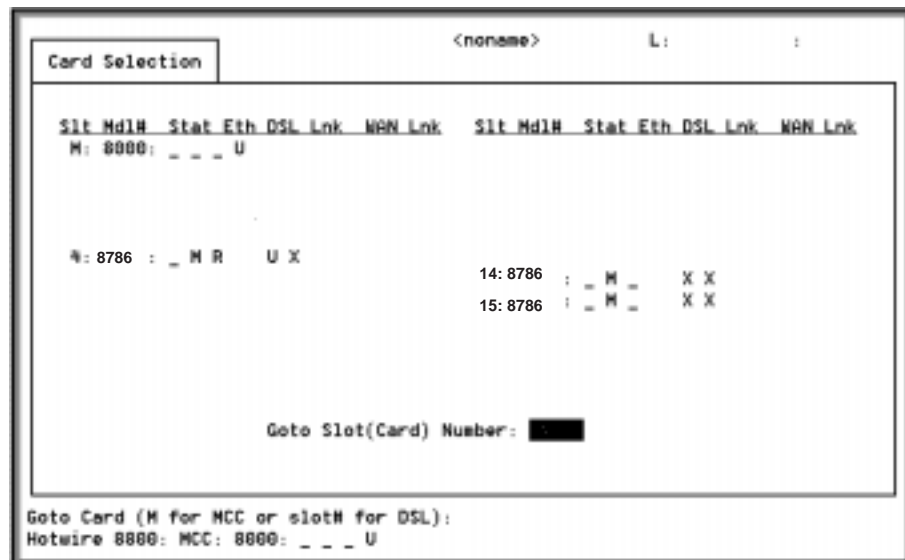 <noname> L: :
Card Selection
Slt Mdl# Stat Eth DSL Lnk WAN Lnk Slt Mdl# Stat Eth DSL Lnk WAN Lnk
M: 8000: _ _ _ U
: 8786 : _ M R U X
14: 8786 : _ M _ X X
15: 8786 : _ M _ X X
Goto Slot(Card) Number:
Goto Card (M for MCC or slot# for DSL):
Hotwire 8800: MCC: 8000: _ _ _ U